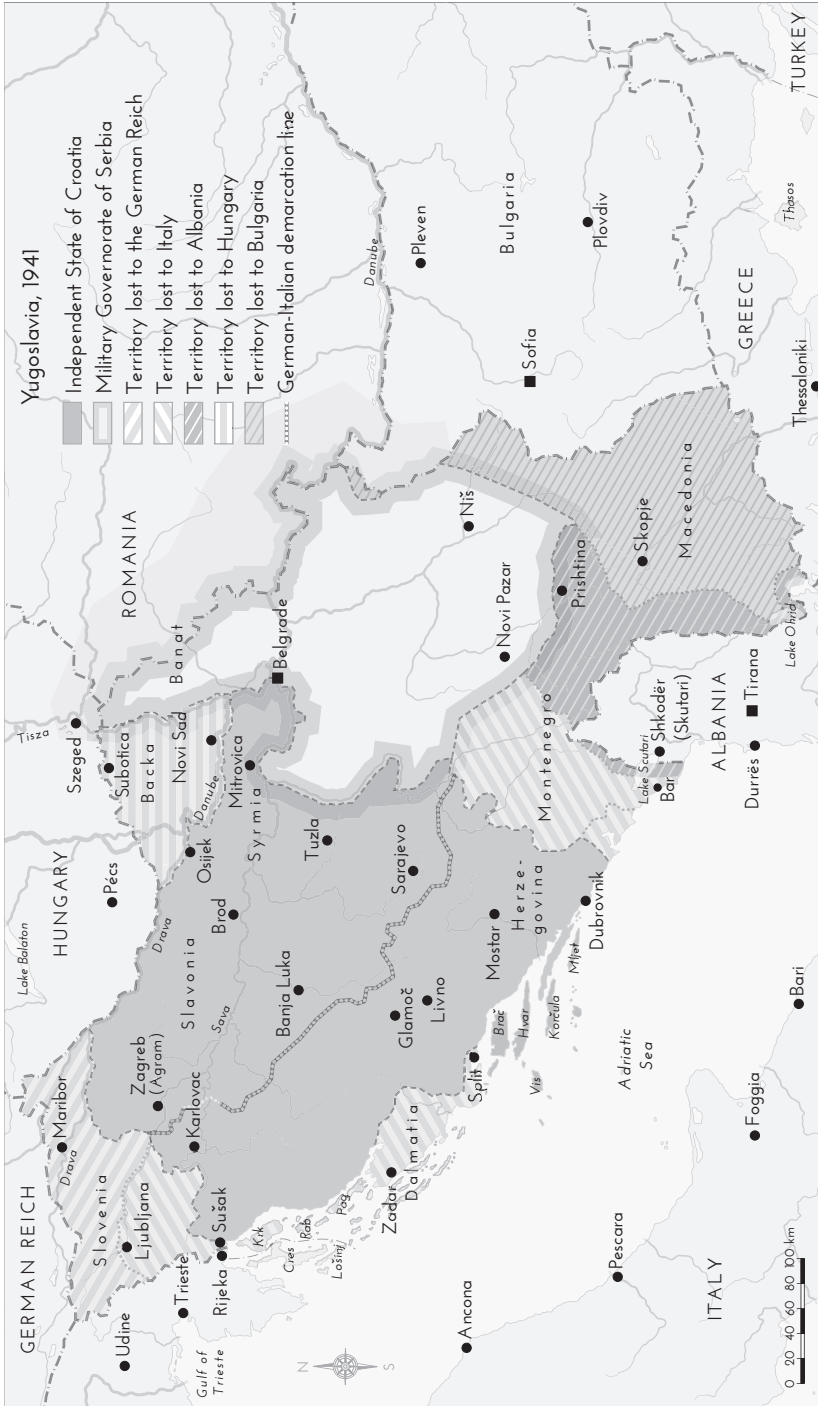 Yugoslavia, 1941
Independent State of Croatia
Military Governorate of Serbia
Territory lost to the German Reich
Territory lost to Italy
Territory lost to Albania
Territory lost to Hungary
Territory lost to Bulgaria
German-Italian demarcation line
GERMAN REICH
Lake Balaton
HUNGARY
Szeged
Tisza
Maribor
Drava
Pécs
Subotica
Backa
ROMANIA
TURKEY
Udine
Slovenia
Ljubljana
Zagreb
(Agram)
Drava
Slavonia
Osijek
Novi Sad
Danube
Banat
Trieste
Rijeka
Sušak
Karlovac
Sava
Brod
Syrmia
Mitrovica
Belgrade
Gulf of
Trieste
Krk
Cres
Rab
Lošinj
Pag
Banja Luka
Tuzla
Danube
Pleven
N
S
Zadar
Dalmatia
Glamoč
Livno
Sarajevo
Niš
Bulgaria
Ancona
Split
Brač
Hvar
Vis
Korčula
Mljet
Mostar
Herze-
govina
Dubrovnik
Montenegro
Novi Pazar
Prishtina
Sofia
Plovdiv
Adriatic
Sea
Lake Scutari
Bar
Shkodër
(Skutari)
Skopje
Macedonia
Pescara
ITALY
Foggia
Bari
ALBANIA
Durrës
Tirana
Lake Ohrid
GREECE
Thessaloniki
Thasos
0 20 40 60 80 100 km